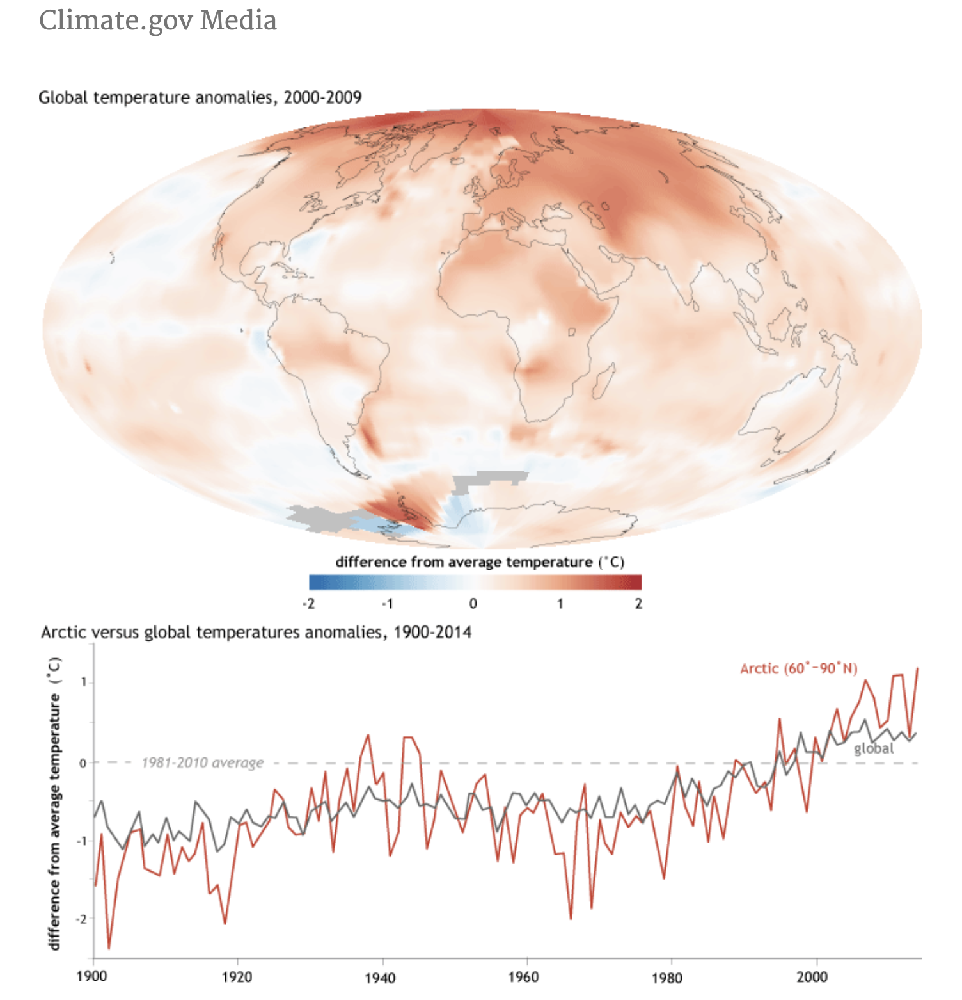 Climate.gov Media
Global temperature anomalies, 2000-2009
difference from average temperature (˚C)
-2 -1 0 1 2
Arctic versus global temperatures anomalies, 1900-2014
difference from average temperature (˚C)
Arctic (60˚-90˚N)
1
global
0
1981-2010 average
-1
-2
1900 1920 1940 1960 1980 2000